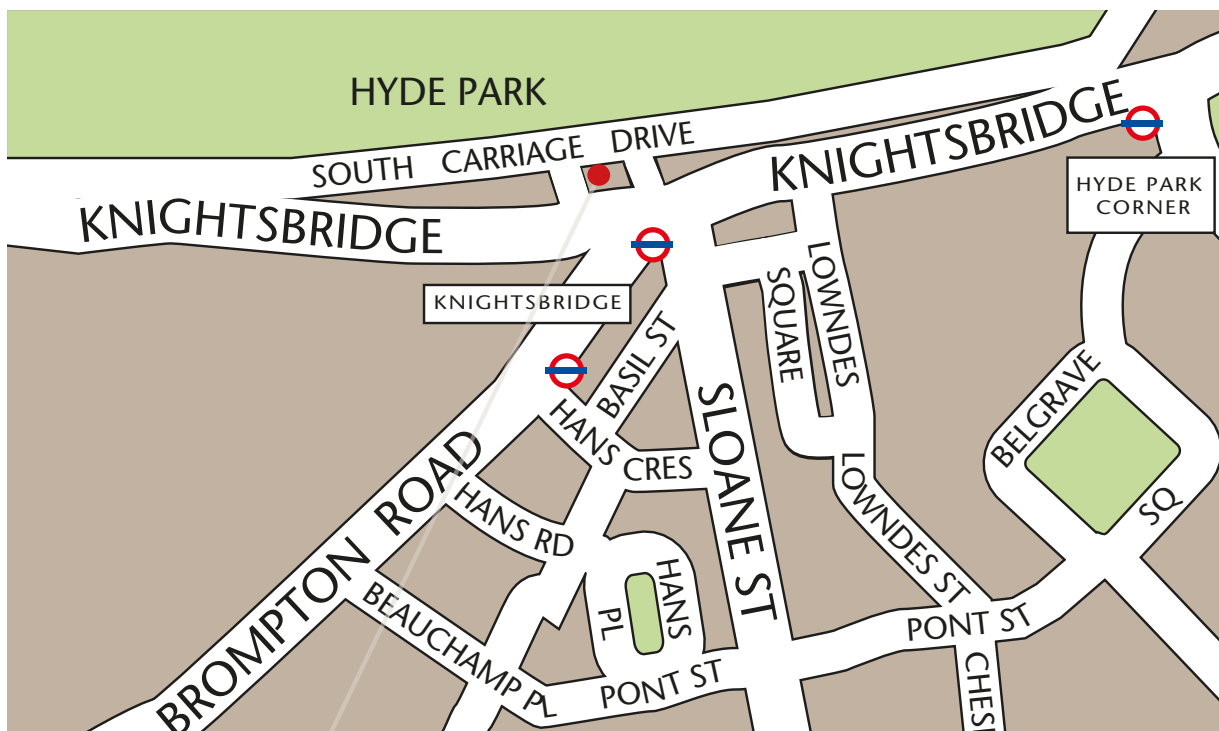 HYDE PARK
SOUTH CARRIAGE DRIVE
KNIGHTSBRIDGE
KNIGHTSBRIDGE
HYDE PARK
CORNER
KNIGHTSBRIDGE
LOWNDES
SQUARE
BASIL ST
BELGRAVE
SQ
HANS
CRES
SLOANE ST
BROMPTON ROAD
HANS RD
LOWNDES ST
HANS
PL
BEAUCHAMP PL
PONT ST
PONT ST
CHES